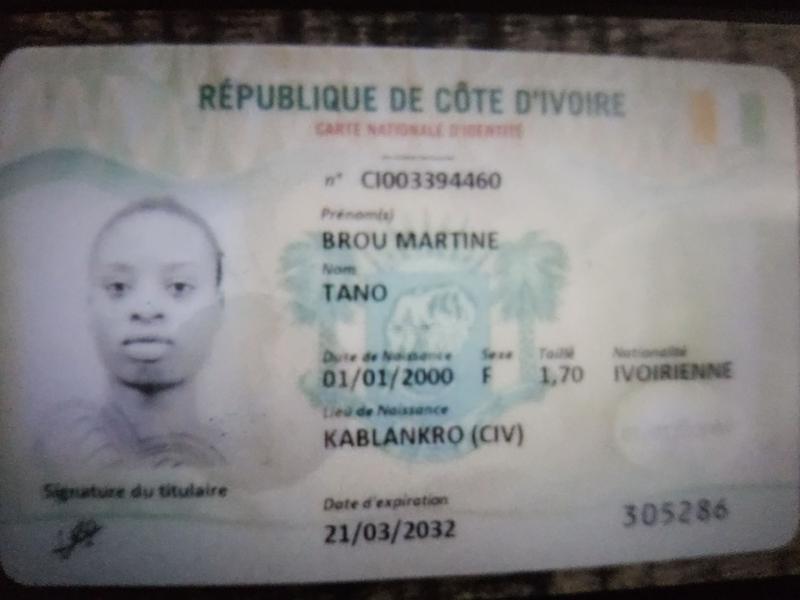 RÉPUBLIQUE DE CÔTE D'IVOIRE
CARTE NATIONALE D'IDENTITÉ
n° CI003394460
Prénom(s)
BROU MARTINE
Nom
TANO
Date de Naissance Sexe Taille Nationalité
01/01/2000 F 1,70 IVOIRIENNE
Lieu de Naissance
KABLANKRO (CIV)
Signature du titulaire
Date d'expiration
21/03/2032
305286